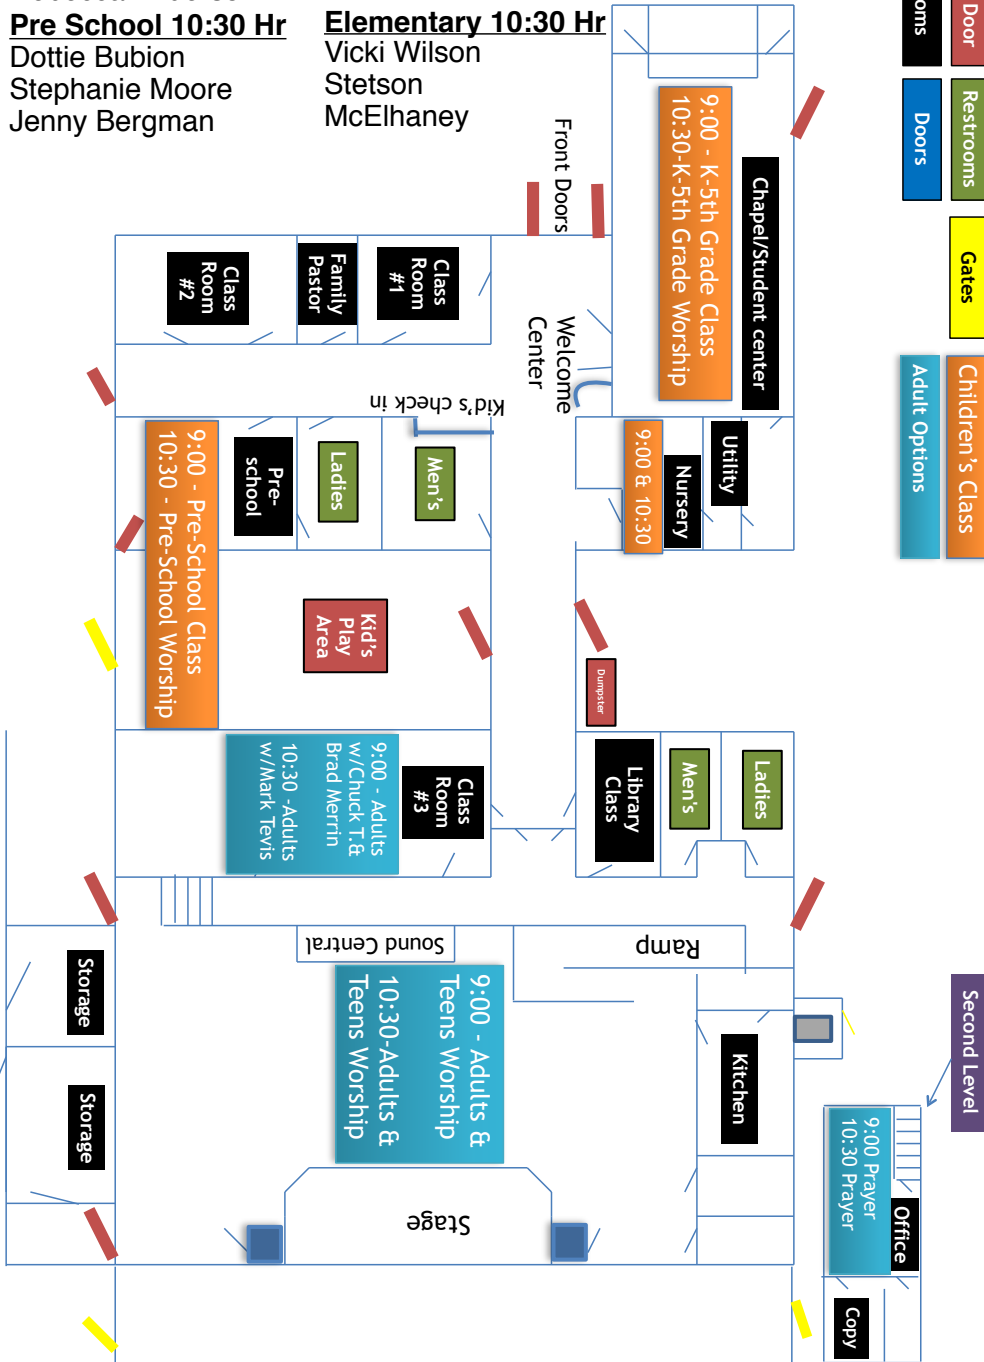 Pre School 10:30 Hr
Dottie Bubion
Stephanie Moore
Jenny Bergman
Elementary 10:30 Hr
Vicki Wilson
Stetson
McElhaney
Door
Restrooms
Doors
Gates
Children's Class
Adult Options
Second Level
Front Doors
9:00 - K-5th Grade Class
10:30-K-5th Grade Worship
Chapel/Student center
Class
Room
#2
Family
Pastor
Class
Room
#1
Welcome
Center
Kid's check in
9:00 - Pre-School Class
10:30 - Pre-School Worship
Pre-
school
Ladies
Men's
9:00 & 10:30
Nursery
Utility
Kid's
Play
Area
Dumpster
9:00 - Adults
w/Chuck T.&
Brad Merrin
10:30 -Adults
w/Mark Tevis
Class
Room
#3
Library
Class
Men's
Ladies
Sound Central
Ramp
Storage
Storage
9:00 - Adults &
Teens Worship
10:30-Adults &
Teens Worship
Kitchen
Stage
9:00 Prayer
10:30 Prayer
Office
Copy